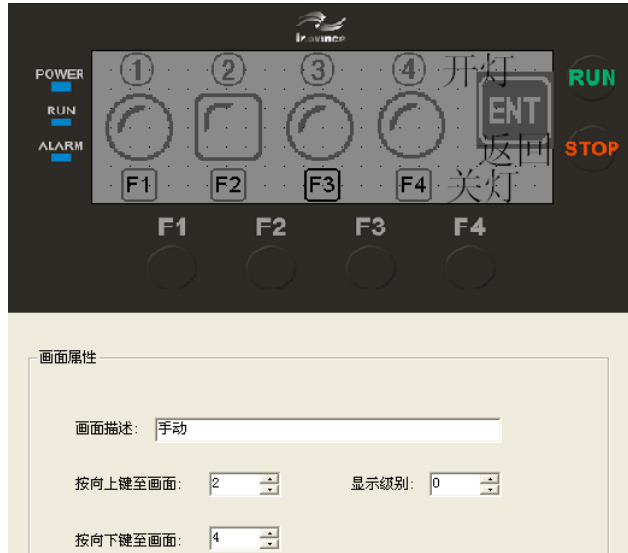 Irovince
POWER
RUN
ALARM
① ② ③ ④ 开灯
ENT
RUN
返回
STOP
F1 F2 F3 F4 关灯
F1 F2 F3 F4
画面属性
画面描述: 手动
按向上键至画面: 2 显示级别: 0
按向下键至画面: 4